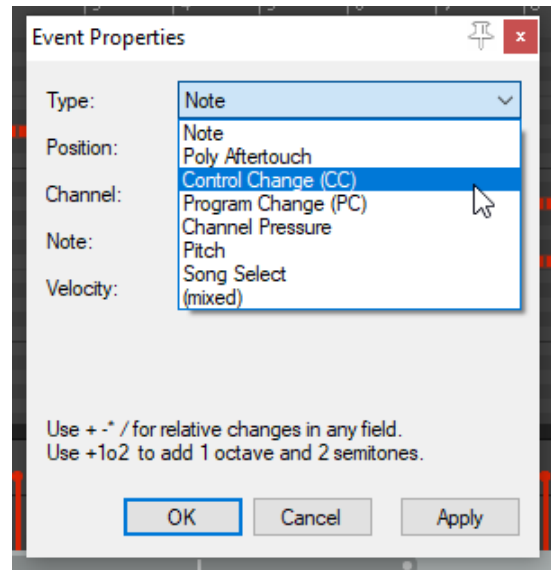 Event Properties
x
Type:
Note
Note
Position:
Poly Aftertouch
Control Change (CC)
Channel:
Program Change (PC)
Channel Pressure
Note:
Pitch
Song Select
Velocity:
(mixed)
Use + -* / for relative changes in any field.
Use +1o2 to add 1 octave and 2 semitones.
OK
Cancel
Apply